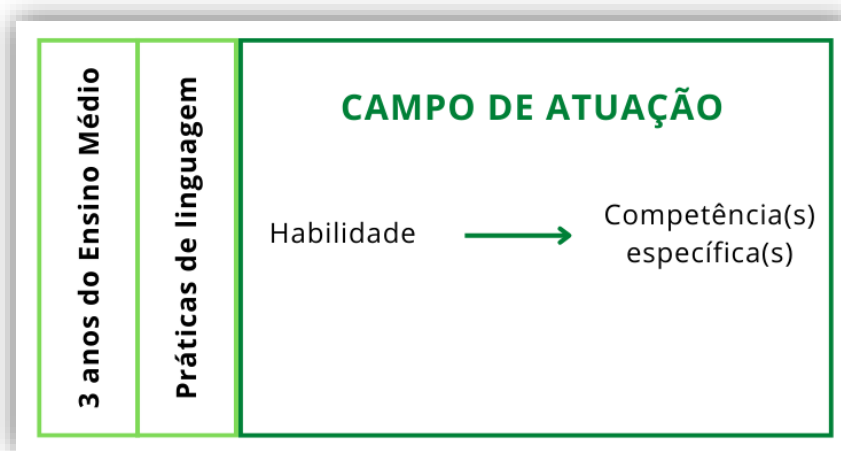 3 anos do Ensino Médio
Práticas de linguagem
CAMPO DE ATUAÇÃO
Habilidade
Competência(s)
específica(s)